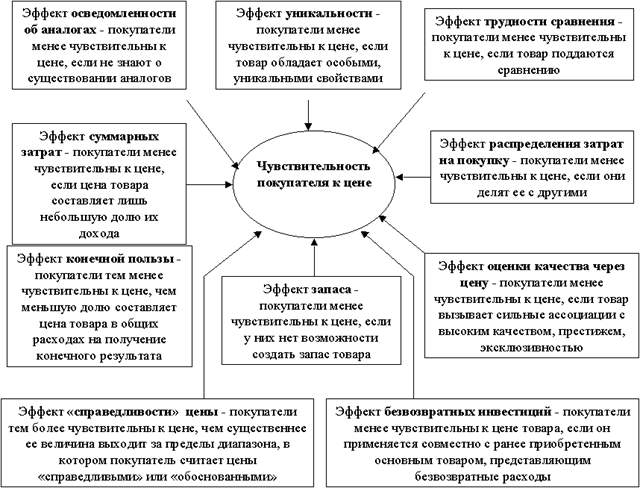 Эффект осведомленности
об аналогах - покупатели
менее чувствительны к
цене, если не знают о
существовании аналогов
Эффект уникальности -
покупатели менее
чувствительны к цене, если
товар обладает особыми,
уникальными свойствами
Эффект трудности сравнения -
покупатели менее чувствительны
к цене, если товар поддаются
сравнению
Эффект суммарных
затрат - покупатели менее
чувствительны к цене,
если цена товара
составляет лишь
небольшую долю их
дохода
Чувствительность
покупателя к цене
Эффект распределения затрат
на покупку - покупатели менее
чувствительны к цене, если они
делят ее с другими
Эффект конечной пользы -
покупатели тем менее
чувствительны к цене, чем
меньшую долю составляет
цена товара в общих
расходах на получение
конечного результата
Эффект запаса -
покупатели менее
чувствительны к цене, если
у них нет возможности
создать запас товара
Эффект оценки качества через
цену - покупатели менее
чувствительны к цене, если товар
вызывает сильные ассоциации с
высоким качеством, престижем,
эксклюзивностью
Эффект «справедливости» цены - покупатели
тем более чувствительны к цене, чем существеннее
ее величина выходит за пределы диапазона, в
котором покупатель считает цены
«справедливыми» или «обоснованными»
Эффект безвозвратных инвестиций - покупатели
менее чувствительны к цене товара, если он
применяется совместно с ранее приобретенным
основным товаром, представляющим
безвозвратные расходы